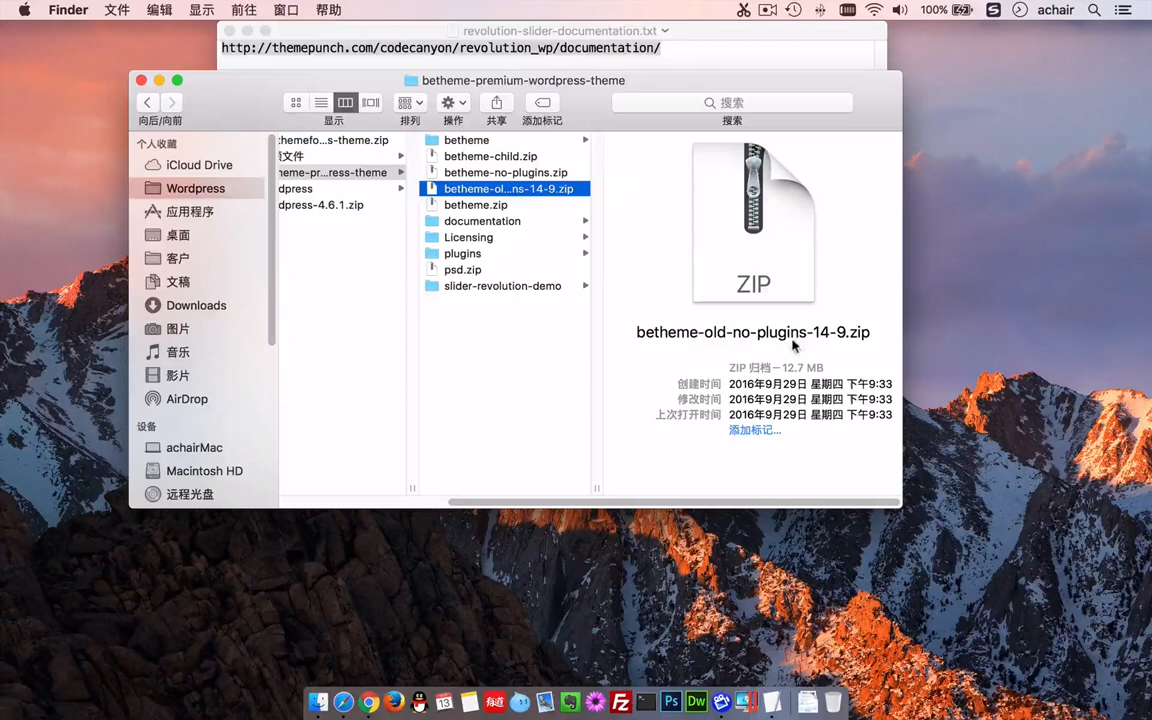 Finder 文件 编辑 显示 前往 窗口 帮助 100% achair
revolution-slider-documentation.txt
http://themepunch.com/codecanyon/revolution_wp/documentation/
betheme-premium-wordpress-theme
搜索
向后/向前 显示 排列 操作 共享 添加标记 搜索
个人收藏
iCloud Drive
Wordpress
应用程序
桌面
客户
文稿
Downloads
图片
音乐
影片
AirDrop
设备
achairMac
Macintosh HD
远程光盘
themefo...s-theme.zip
文件
eme-pr...ress-theme
dpress
dpress-4.6.1.zip
betheme
betheme-child.zip
betheme-no-plugins.zip
betheme-ol...ns-14-9.zip
betheme.zip
documentation
Licensing
plugins
psd.zip
slider-revolution-demo
ZIP
betheme-old-no-plugins-14-9.zip
ZIP 归档 — 12.7 MB
创建时间 2016年9月29日 星期四 下午9:33
修改时间 2016年9月29日 星期四 下午9:33
上次打开时间 2016年9月29日 星期四 下午9:33
添加标记...
13 有道 Fz Ps Dw